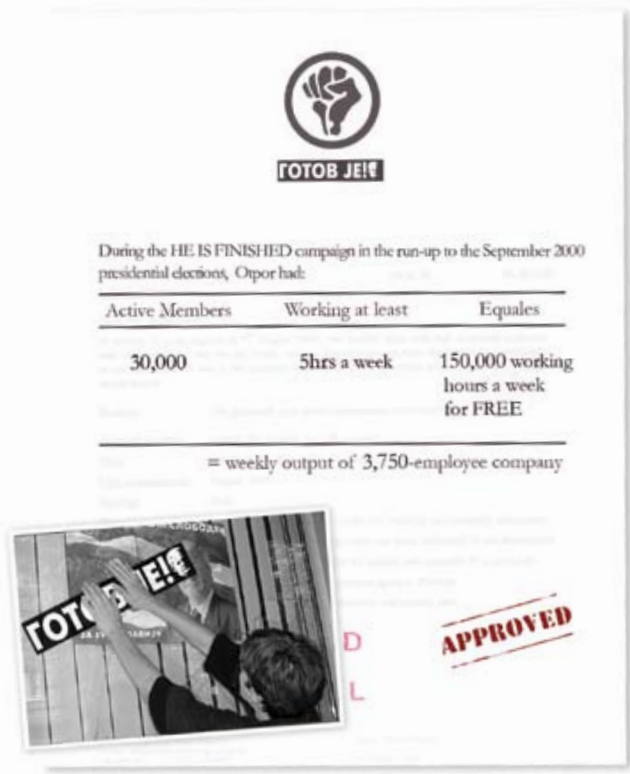 ГОТОВ ЈЕ!
During the HE IS FINISHED campaign in the run-up to the September 2000
presidential elections, Otpor had:
Active Members Working at least Equales
30,000 5hrs a week 150,000 working
hours a week
for FREE
= weekly output of 3,750-employee company
ГОТОВ ЈЕ!
D
L
APPROVED